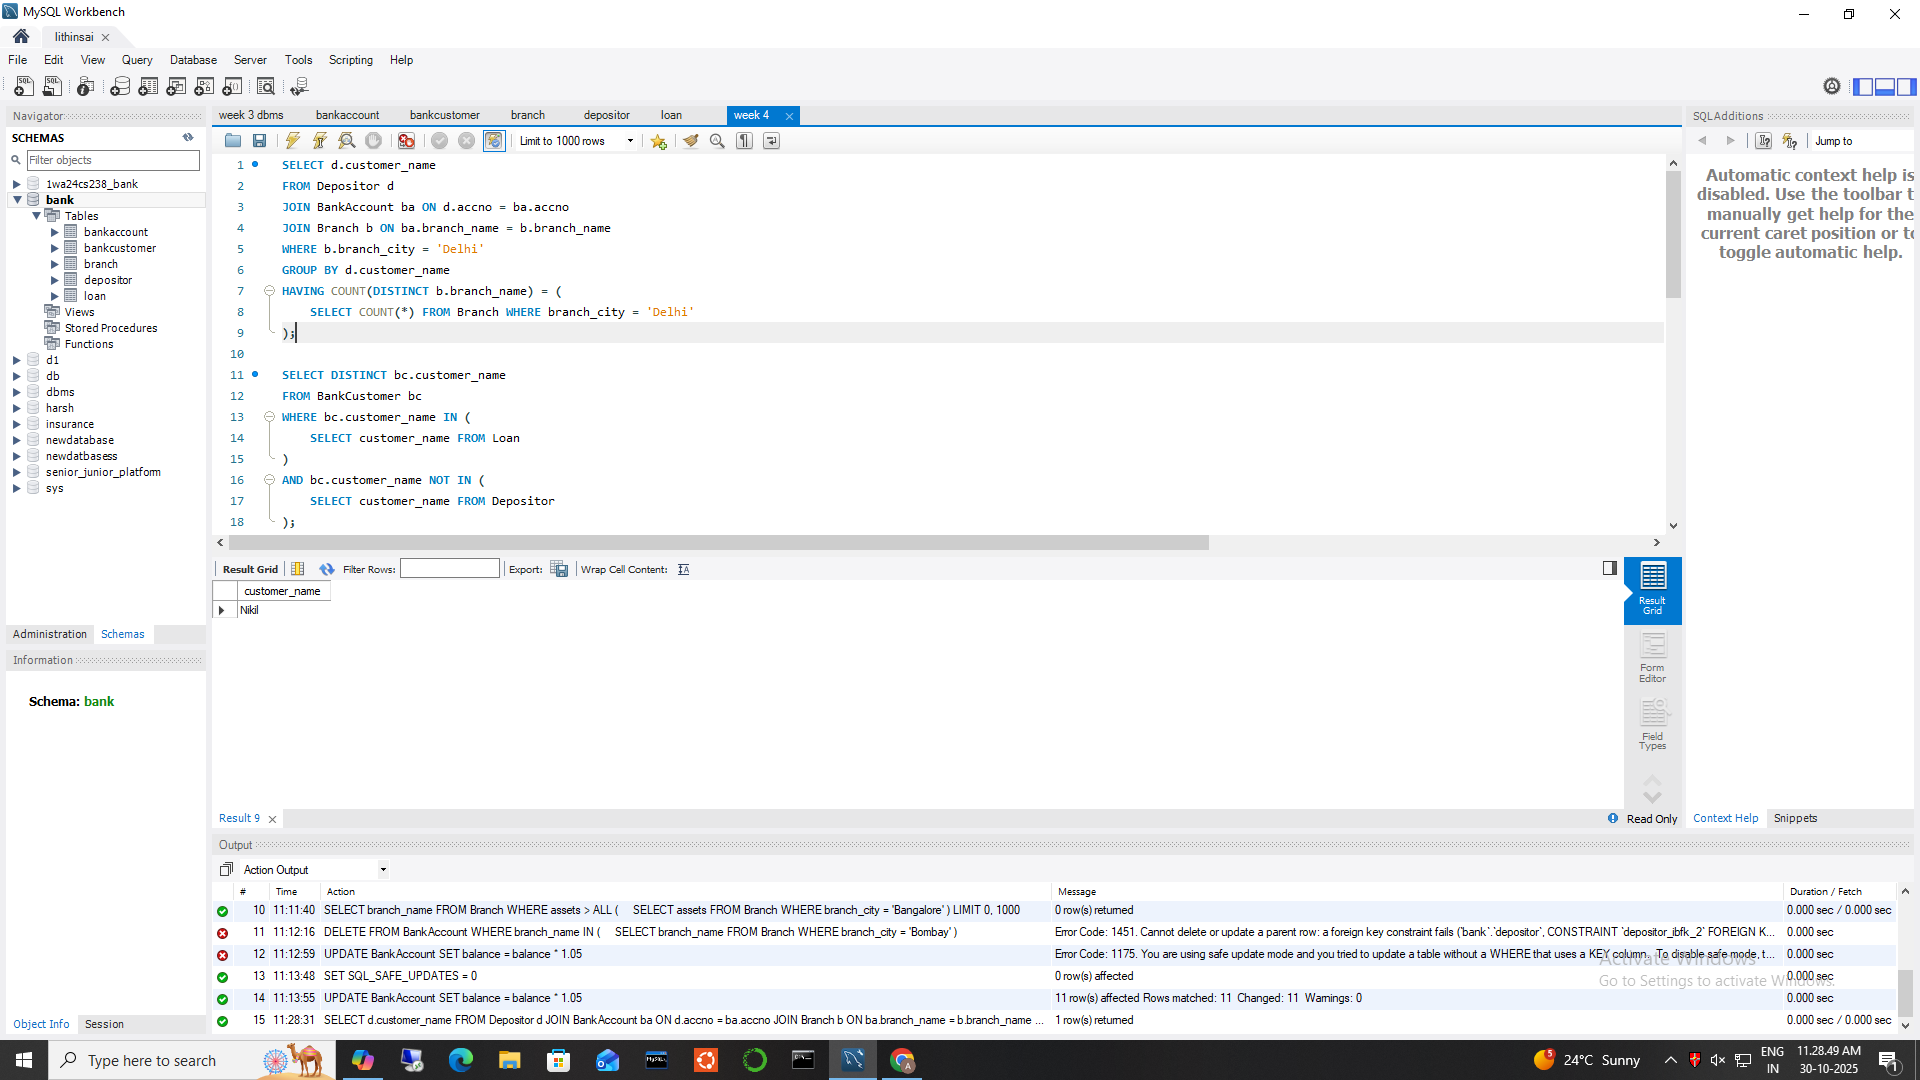 MySQL Workbench
lithinsai
File Edit View Query Database Server Tools Scripting Help
Navigator
SCHEMAS
Filter objects
1wa24cs238_bank
bank
Tables
bankaccount
bankcustomer
branch
depositor
loan
Views
Stored Procedures
Functions
d1
db
dbms
harsh
insurance
newdatabase
newdatbasess
senior_junior_platform
sys
Administration Schemas
Information
Schema: bank
Object Info Session
week 3 dbms bankaccount bankcustomer branch depositor loan week 4
Limit to 1000 rows
1 SELECT d.customer_name
2 FROM Depositor d
3 JOIN BankAccount ba ON d.accno = ba.accno
4 JOIN Branch b ON ba.branch_name = b.branch_name
5 WHERE b.branch_city = 'Delhi'
6 GROUP BY d.customer_name
7 HAVING COUNT(DISTINCT b.branch_name) = (
8 SELECT COUNT(*) FROM Branch WHERE branch_city = 'Delhi'
9 );
10
11 SELECT DISTINCT bc.customer_name
12 FROM BankCustomer bc
13 WHERE bc.customer_name IN (
14 SELECT customer_name FROM Loan
15 )
16 AND bc.customer_name NOT IN (
17 SELECT customer_name FROM Depositor
18 );
Result Grid Filter Rows: Export: Wrap Cell Content:
customer_name
Nikil
Result Grid
Form Editor
Field Types
Result 9
Read Only
SQLAdditions
Jump to
Automatic context help is
disabled. Use the toolbar t
manually get help for the
current caret position or to
toggle automatic help.
Context Help Snippets
Output
Action Output
# Time Action Message Duration / Fetch
10 11:11:40 SELECT branch_name FROM Branch WHERE assets > ALL ( SELECT assets FROM Branch WHERE branch_city = 'Bangalore' ) LIMIT 0, 1000 0 row(s) returned 0.000 sec / 0.000 sec
11 11:12:16 DELETE FROM BankAccount WHERE branch_name IN ( SELECT branch_name FROM Branch WHERE branch_city = 'Bombay' ) Error Code: 1451. Cannot delete or update a parent row: a foreign key constraint fails (`bank`.`depositor`, CONSTRAINT `depositor_ibfk_2` FOREIGN K... 0.000 sec
12 11:12:59 UPDATE BankAccount SET balance = balance * 1.05 Error Code: 1175. You are using safe update mode and you tried to update a table without a WHERE that uses a KEY column. To disable safe mode, t... 0.000 sec
13 11:13:48 SET SQL_SAFE_UPDATES = 0 0 row(s) affected 0.000 sec
14 11:13:55 UPDATE BankAccount SET balance = balance * 1.05 11 row(s) affected Rows matched: 11 Changed: 11 Warnings: 0 0.000 sec
15 11:28:31 SELECT d.customer_name FROM Depositor d JOIN BankAccount ba ON d.accno = ba.accno JOIN Branch b ON ba.branch_name = b.branch_name ... 1 row(s) returned 0.000 sec / 0.000 sec
Activate Windows
Go to Settings to activate Windows.
Type here to search
24°C Sunny
ENG
IN
11.28.49 AM
30-10-2025